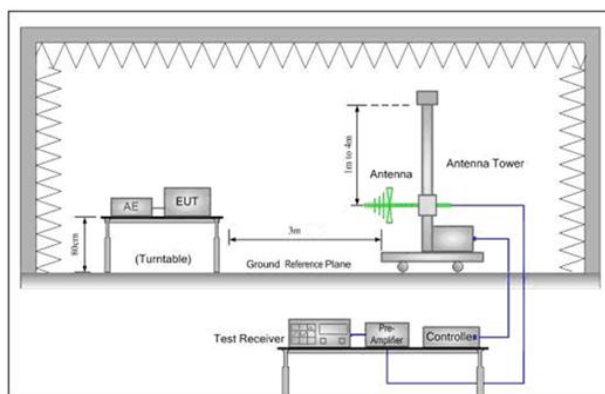 1m to 4m
Antenna
Antenna Tower
AE
EUT
80cm
(Turntable)
3m
Ground Reference Plane
Test Receiver
Pre-
Amplifier
Controller